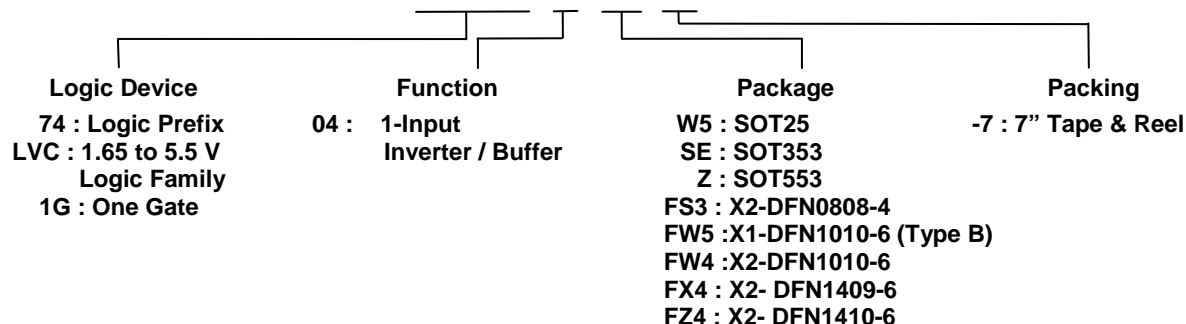 Logic Device
74 : Logic Prefix
LVC : 1.65 to 5.5 V
Logic Family
1G : One Gate
Function
04 : 1-Input
Inverter / Buffer
Package
W5 : SOT25
SE : SOT353
Z : SOT553
FS3 : X2-DFN0808-4
FW5 :X1-DFN1010-6 (Type B)
FW4 :X2-DFN1010-6
FX4 : X2- DFN1409-6
FZ4 : X2- DFN1410-6
Packing
-7 : 7” Tape & Reel